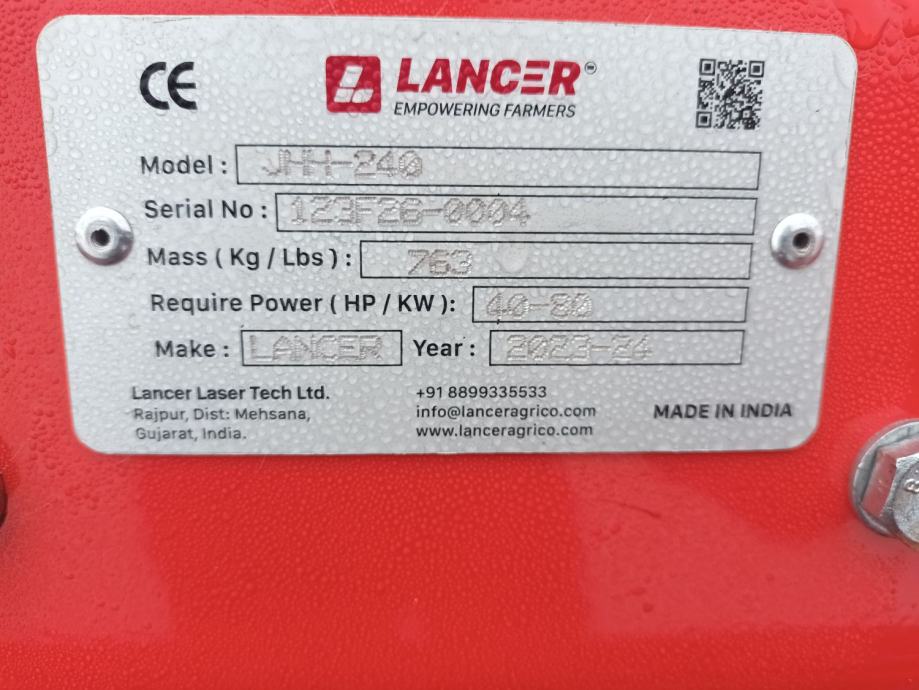 CE
LANCER®
EMPOWERING FARMERS
Model : JHH-240
Serial No : 123F26-0004
Mass ( Kg / Lbs ) : 763
Require Power ( HP / KW ): 40-80
Make : LANCER Year : 2023-24
Lancer Laser Tech Ltd.
Rajpur, Dist: Mehsana,
Gujarat, India.
+91 8899335533
info@lanceragrico.com
www.lanceragrico.com
MADE IN INDIA